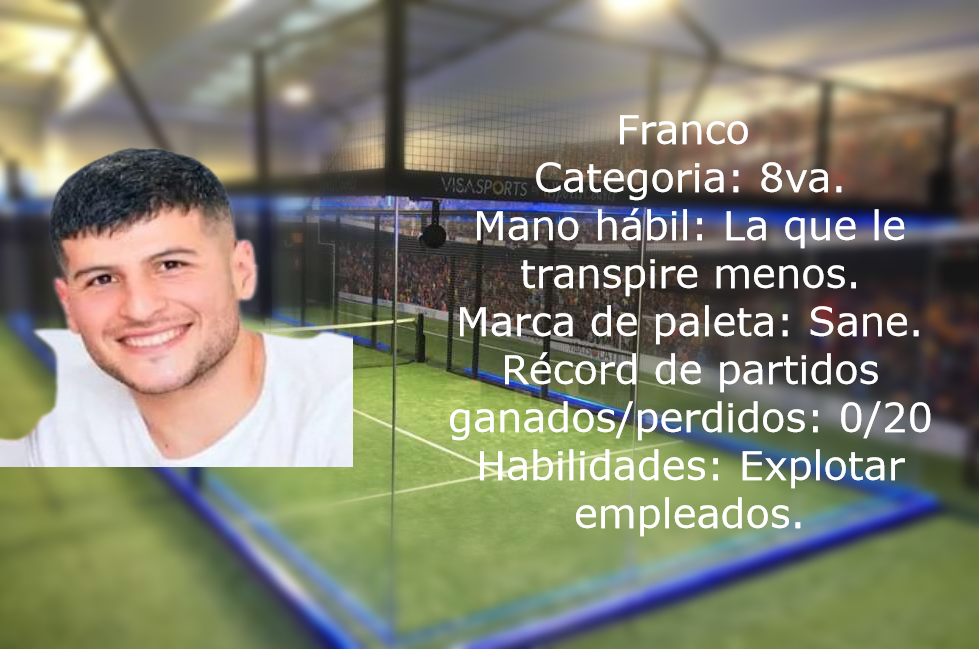 VISASPORTS
Franco
Categoria: 8va.
Mano hábil: La que le
transpire menos.
Marca de paleta: Sane.
Récord de partidos
ganados/perdidos: 0/20
Habilidades: Explotar
empleados.